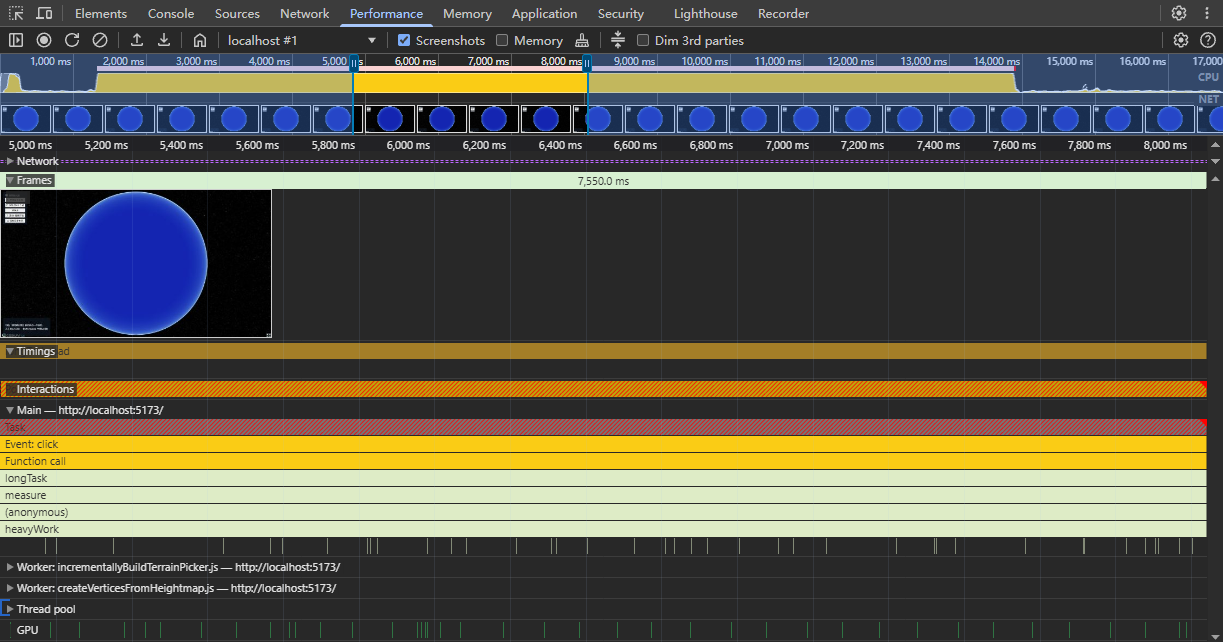 Elements Console Sources Network Performance Memory Application Security Lighthouse Recorder
localhost #1 Screenshots Memory Dim 3rd parties
1,000 ms 2,000 ms 3,000 ms 4,000 ms 5,000 ms 6,000 ms 7,000 ms 8,000 ms 9,000 ms 10,000 ms 11,000 ms 12,000 ms 13,000 ms 14,000 ms 15,000 ms 16,000 ms 17,000
CPU
NET
5,000 ms 5,200 ms 5,400 ms 5,600 ms 5,800 ms 6,000 ms 6,200 ms 6,400 ms 6,600 ms 6,800 ms 7,000 ms 7,200 ms 7,400 ms 7,600 ms 7,800 ms 8,000 ms
Network
Frames 7,550.0 ms
Timings ad
Interactions
Main — http://localhost:5173/
Task
Event: click
Function call
longTask
measure
(anonymous)
heavyWork
Worker: incrementallyBuildTerrainPicker.js — http://localhost:5173/
Worker: createVerticesFromHeightmap.js — http://localhost:5173/
Thread pool
GPU